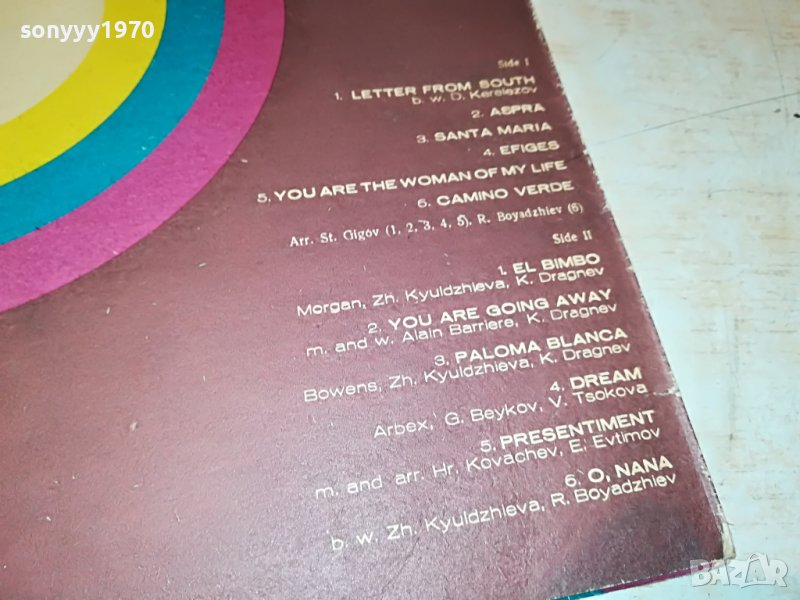 sonyyy1970
Side I
1. LETTER FROM SOUTH
b. w. D. Kerelezov
2. ASPRA
3. SANTA MARIA
4. EFIGES
5. YOU ARE THE WOMAN OF MY LIFE
6. CAMINO VERDE
Arr. St. Gigov (1, 2, 3, 4, 5). R. Boyadzhiev (6)
Side II
1. EL BIMBO
Morgan, Zh. Kyuldzhieva, K. Dragnev
2. YOU ARE GOING AWAY
m. and w. Alain Barriere, K. Dragnev
3. PALOMA BLANCA
Bowens, Zh. Kyuldzhieva, K. Dragnev
4. DREAM
Arbex, G. Beykov, V. Tsokova
5. PRESENTIMENT
m. and arr. Hr. Kovachev, E. Evtimov
6. O, NANA
b. w. Zh. Kyuldzhieva, R. Boyadzhiev
BAZAR